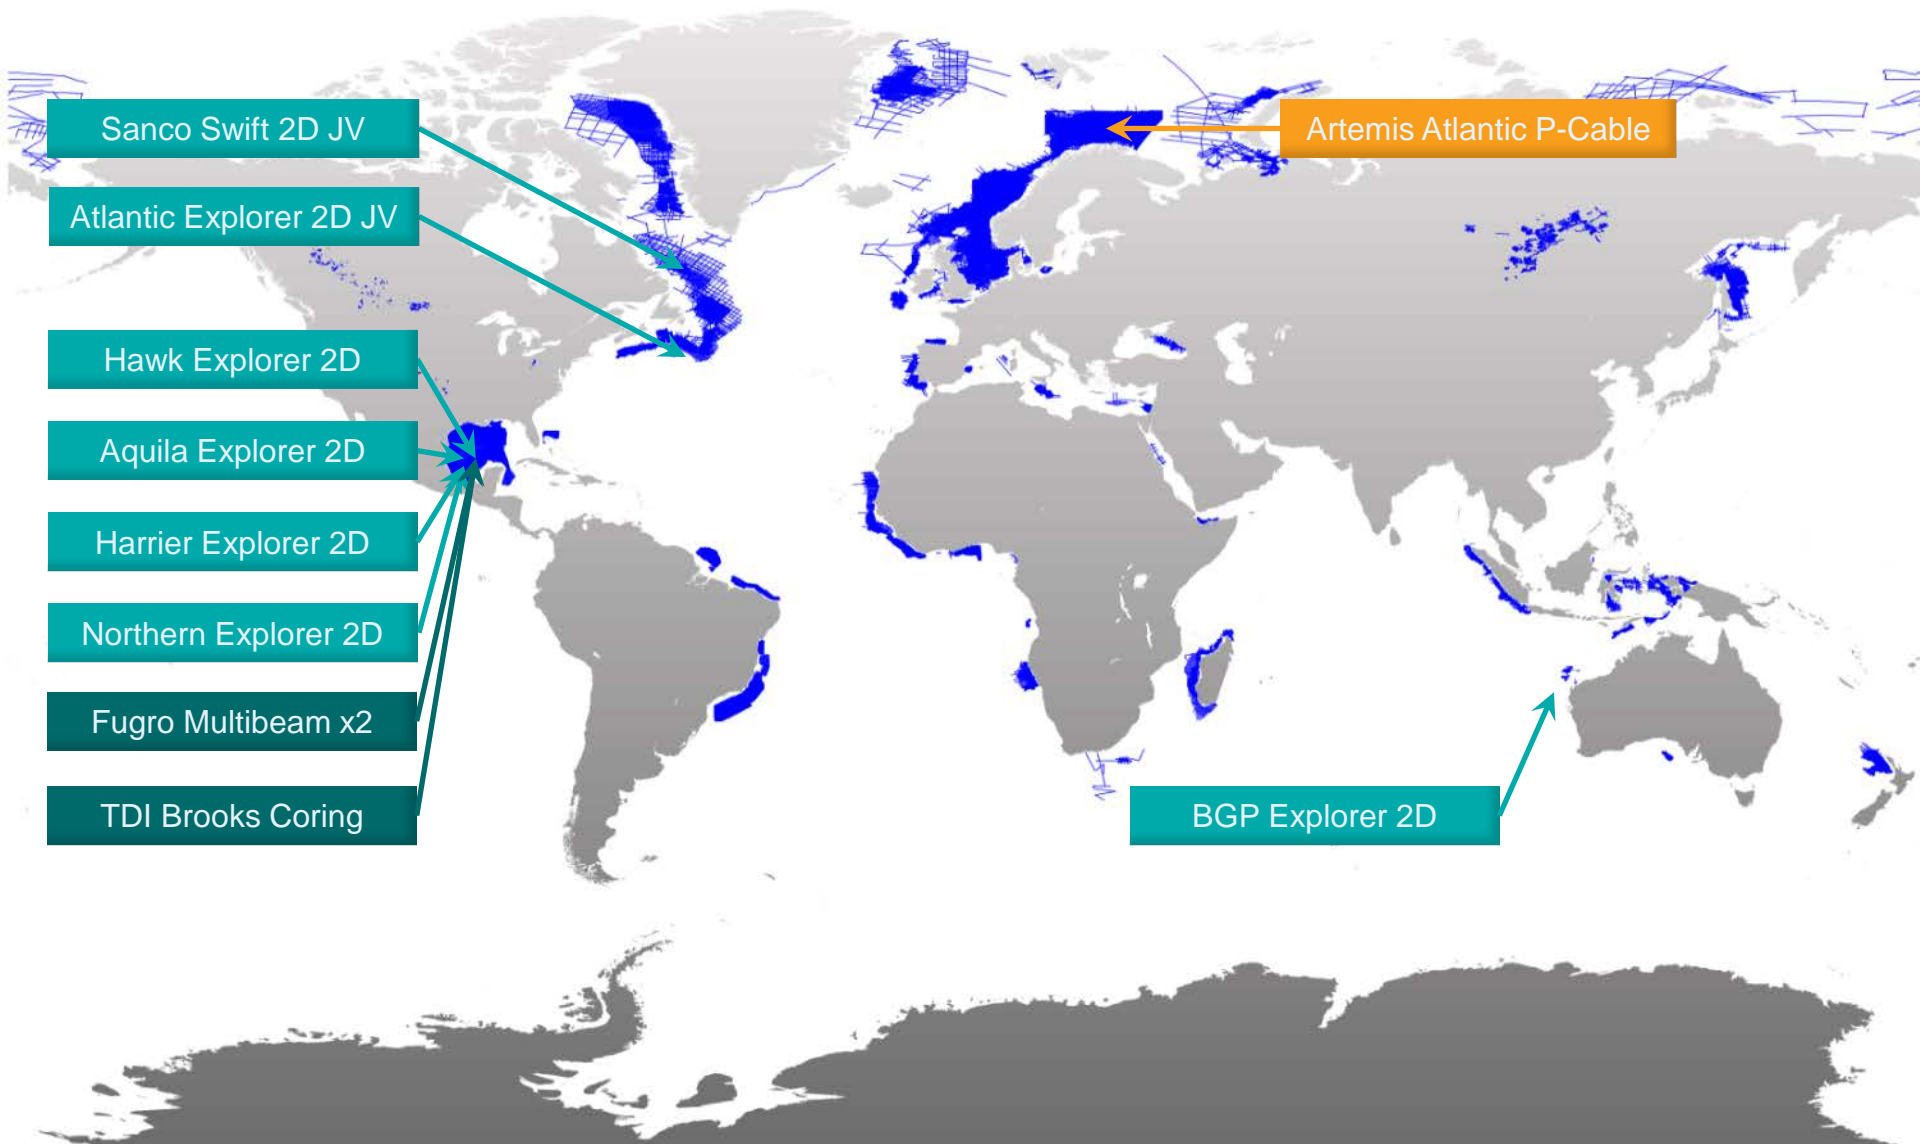 Sanco Swift 2D JV
Artemis Atlantic P-Cable
Atlantic Explorer 2D JV
Hawk Explorer 2D
Aquila Explorer 2D
Harrier Explorer 2D
Northern Explorer 2D
Fugro Multibeam x2
TDI Brooks Coring
BGP Explorer 2D